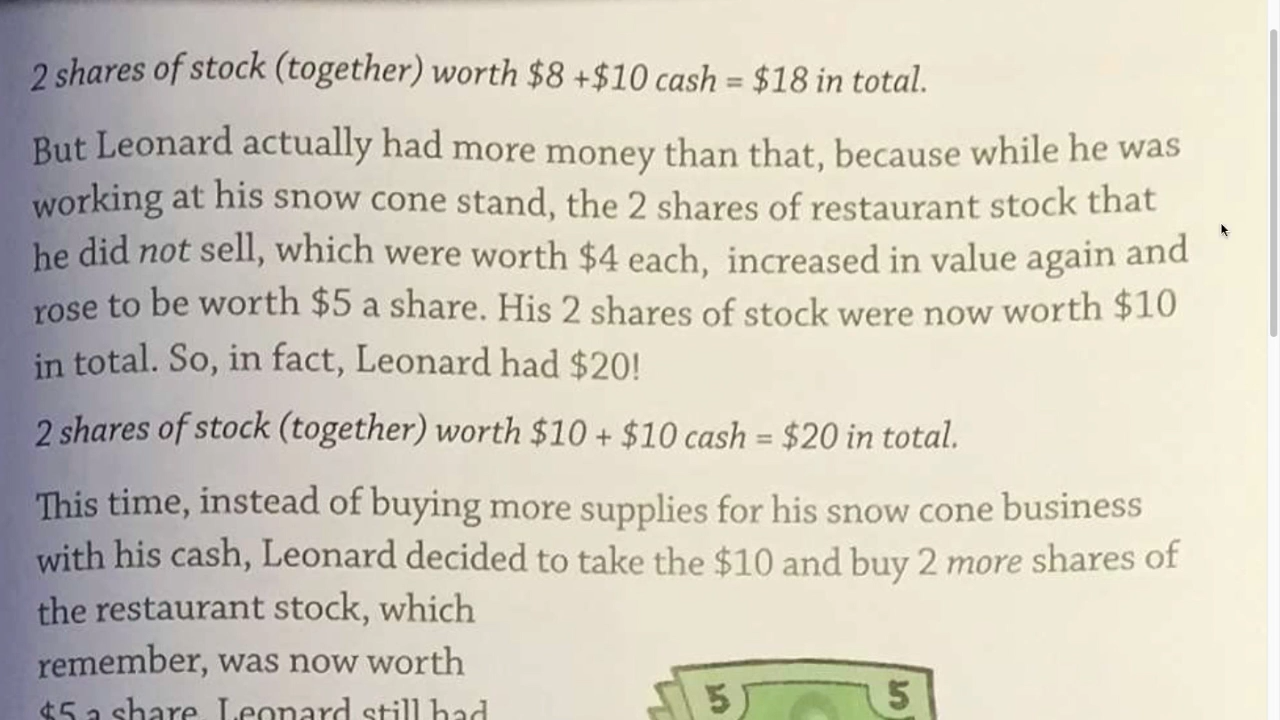 2 shares of stock (together) worth $8 +$10 cash = $18 in total.
But Leonard actually had more money than that, because while he was
working at his snow cone stand, the 2 shares of restaurant stock that
he did not sell, which were worth $4 each, increased in value again and
rose to be worth $5 a share. His 2 shares of stock were now worth $10
in total. So, in fact, Leonard had $20!
2 shares of stock (together) worth $10 + $10 cash = $20 in total.
This time, instead of buying more supplies for his snow cone business
with his cash, Leonard decided to take the $10 and buy 2 more shares of
the restaurant stock, which
remember, was now worth
$5 a share. Leonard still had
5 5